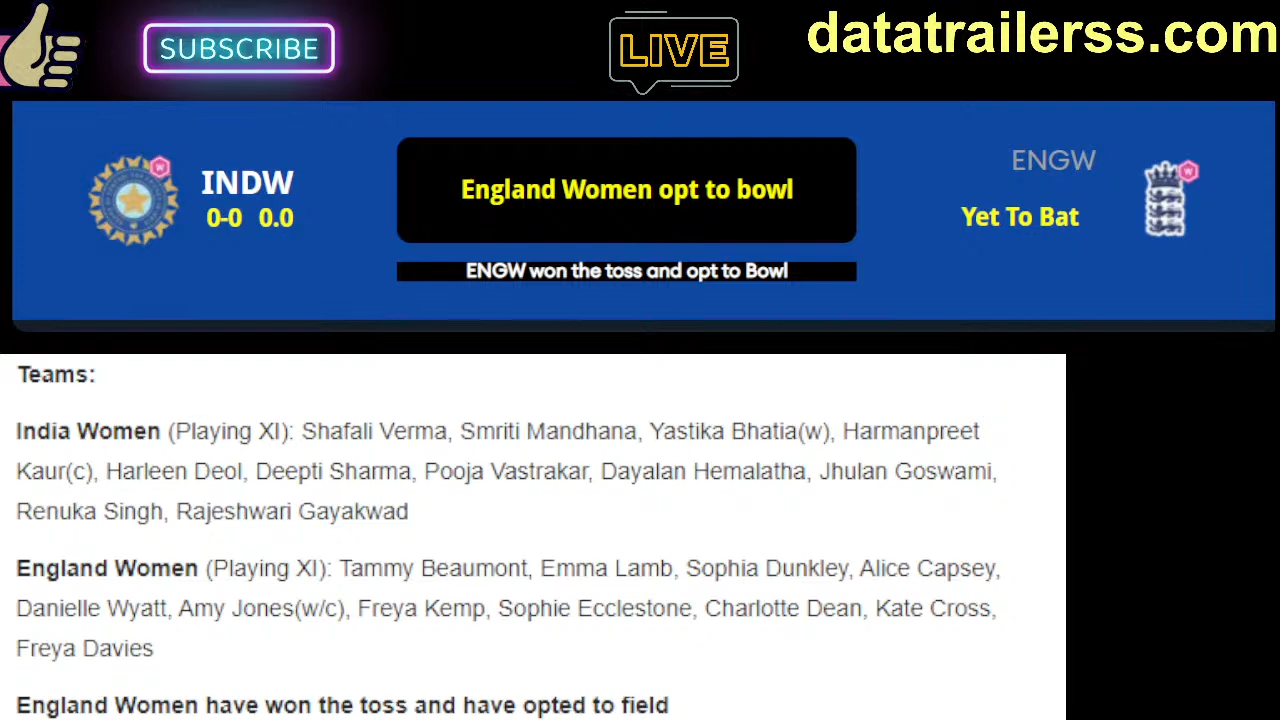 SUBSCRIBE
LIVE
datatrailerss.com
INDW
0-0 0.0
England Women opt to bowl
ENGW won the toss and opt to Bowl
ENGW
Yet To Bat
W
W
Teams:
India Women (Playing XI): Shafali Verma, Smriti Mandhana, Yastika Bhatia(w), Harmanpreet
Kaur(c), Harleen Deol, Deepti Sharma, Pooja Vastrakar, Dayalan Hemalatha, Jhulan Goswami,
Renuka Singh, Rajeshwari Gayakwad
England Women (Playing XI): Tammy Beaumont, Emma Lamb, Sophia Dunkley, Alice Capsey,
Danielle Wyatt, Amy Jones(w/c), Freya Kemp, Sophie Ecclestone, Charlotte Dean, Kate Cross,
Freya Davies
England Women have won the toss and have opted to field